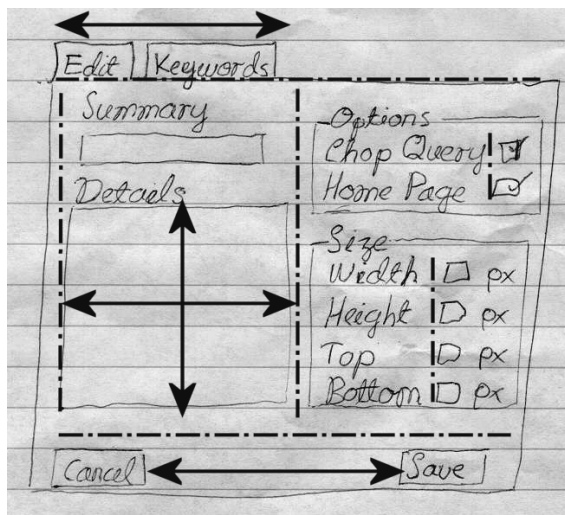 Edit Keywords
Summary
Details
Options
Chop Query
Home Page
Size
Width px
Height px
Top px
Bottom px
Cancel Save